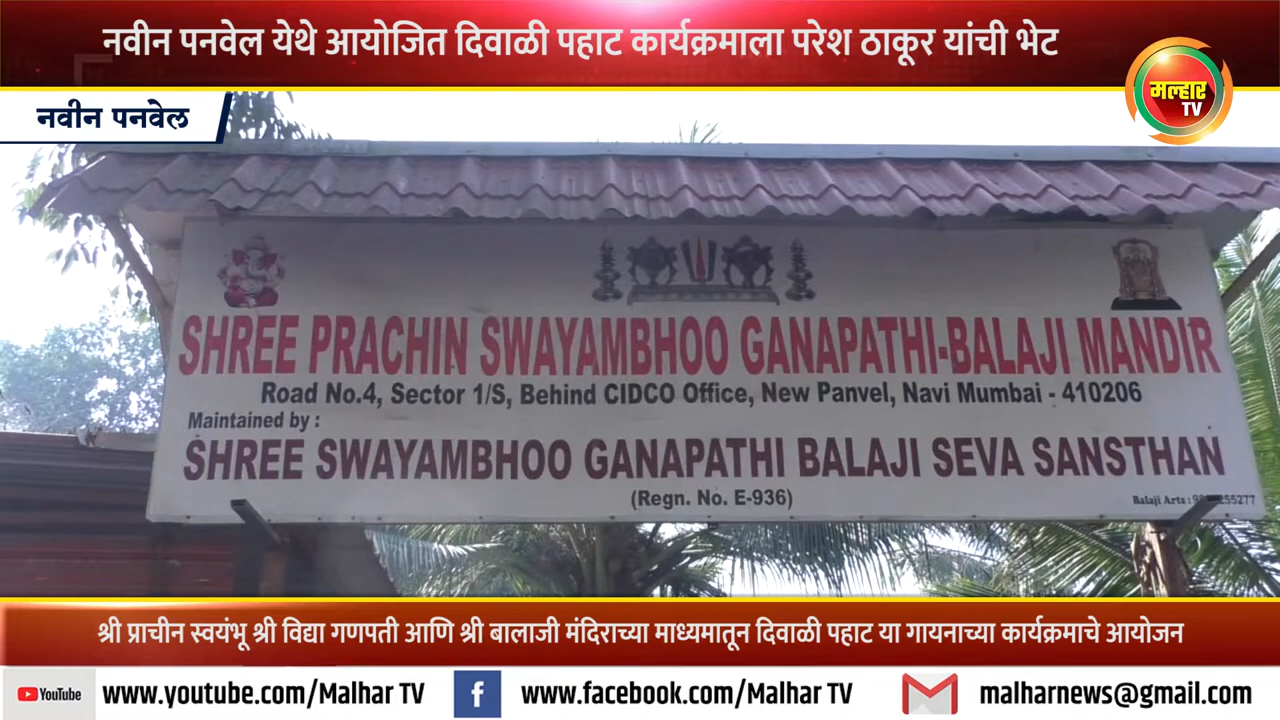 नवीन पनवेल येथे आयोजित दिवाळी पहाट कार्यक्रमाला परेश ठाकूर यांची भेट
मल्हार
TV
नवीन पनवेल
SHREE PRACHIN SWAYAMBHOO GANAPATHI-BALAJI MANDIR
Road No.4, Sector 1/S, Behind CIDCO Office, New Panvel, Navi Mumbai - 410206
Maintained by :
SHREE SWAYAMBHOO GANAPATHI BALAJI SEVA SANSTHAN
(Regn. No. E-936)
Balaji Arts :
श्री प्राचीन स्वयंभू श्री विद्या गणपती आणि श्री बालाजी मंदिराच्या माध्यमातून दिवाळी पहाट या गायनाच्या कार्यक्रमाचे आयोजन
YouTube www.youtube.com/Malhar TV f www.facebook.com/Malhar TV malharnews@gmail.com